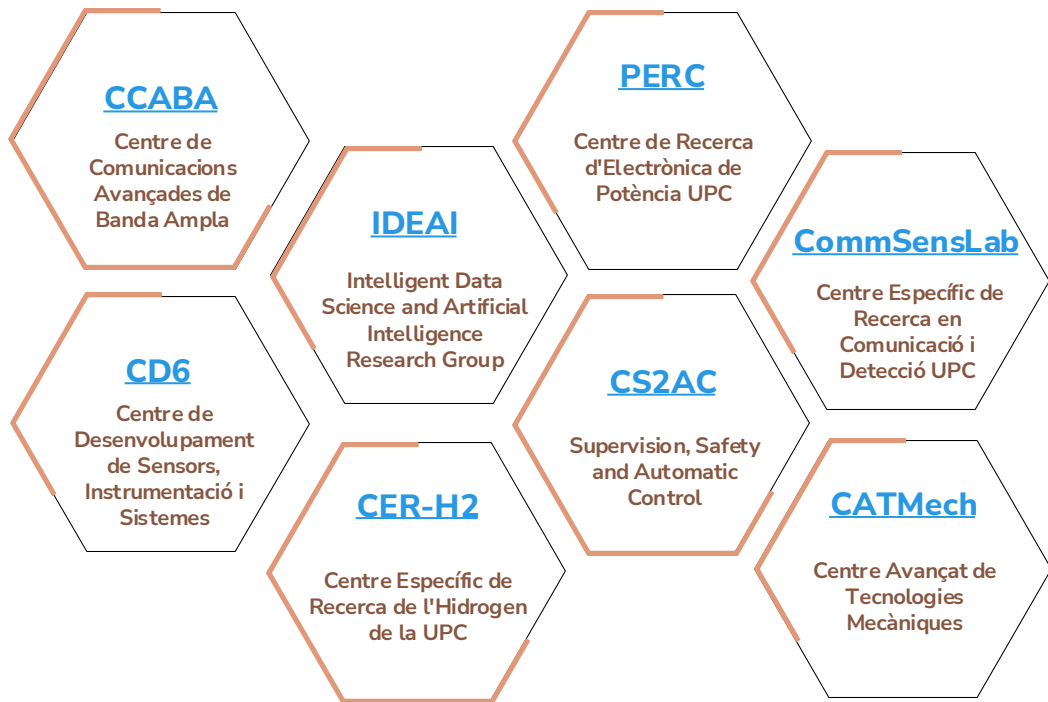 CCABA
Centre de
Comunicacions
Avançades de
Banda Ampla
PERC
Centre de Recerca
d'Electrònica de
Potència UPC
IDEAI
Intelligent Data
Science and Artificial
Intelligence
Research Group
CommSensLab
Centre Específic de
Recerca en
Comunicació i
Detecció UPC
CD6
Centre de
Desenvolupament
de Sensors,
Instrumentació i
Sistemes
CS2AC
Supervision, Safety
and Automatic
Control
CER-H2
Centre Específic de
Recerca de l'Hidrogen
de la UPC
CATMech
Centre Avançat de
Tecnologies
Mecàniques